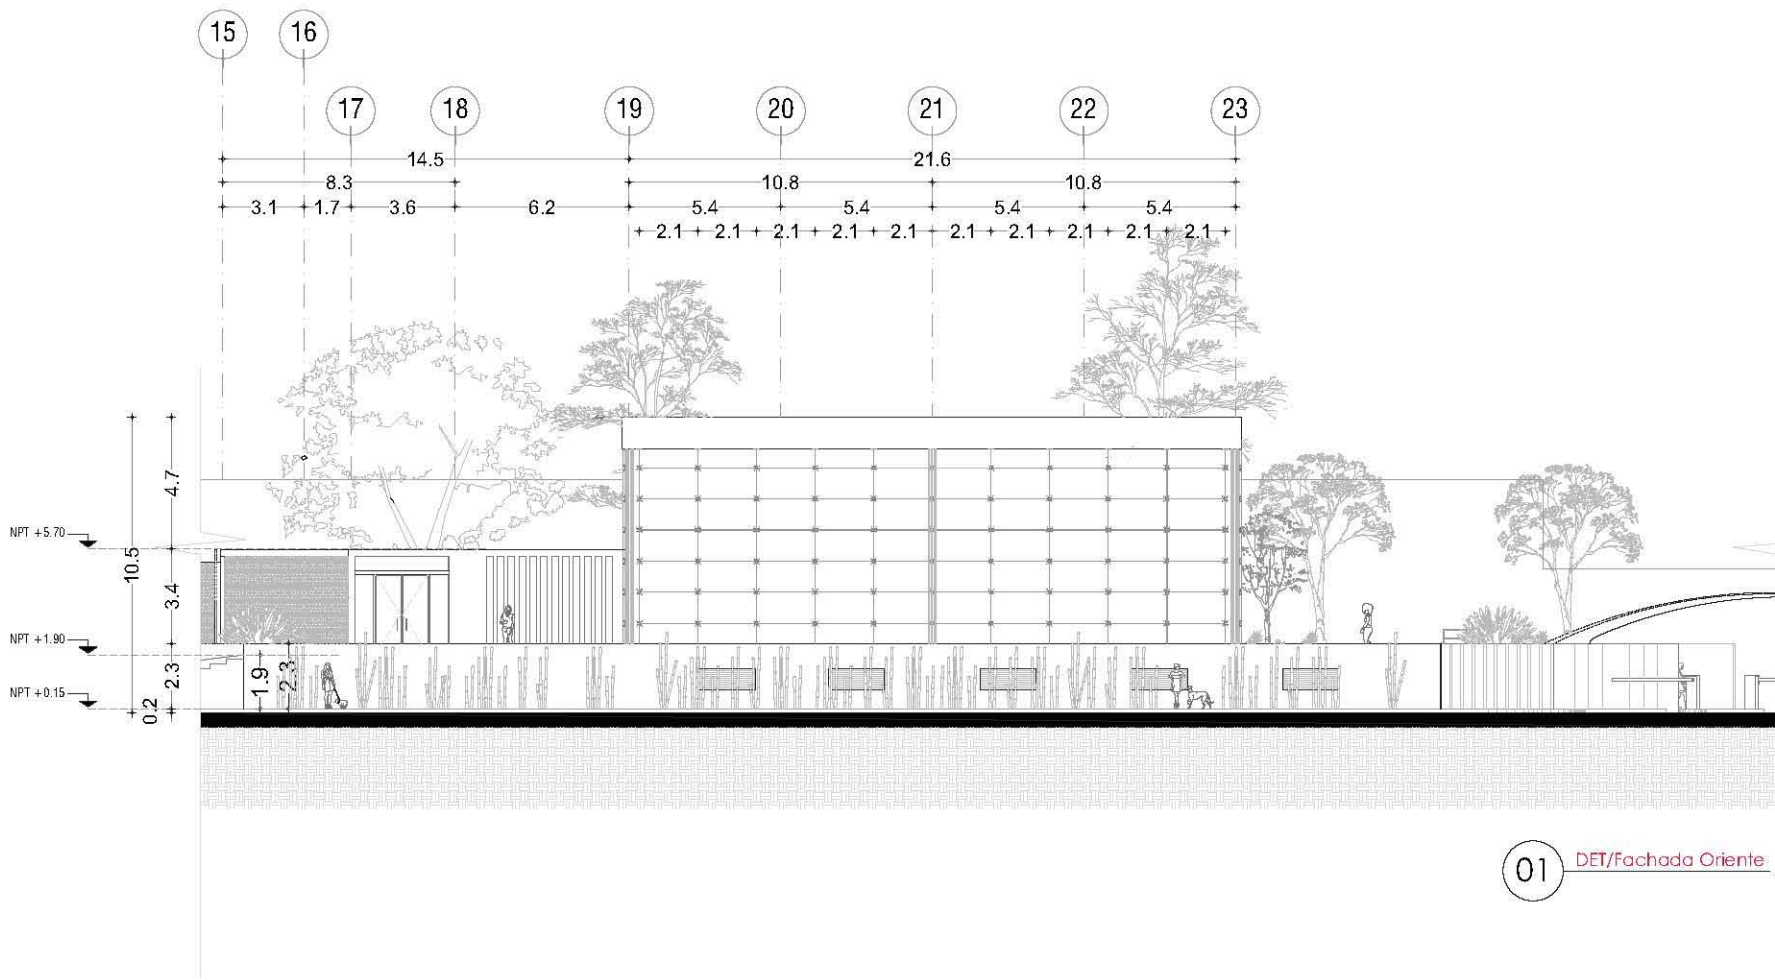 15 16
17 18 19 20 21 22 23
14.5 21.6
8.3 10.8 10.8
3.1 1.7 3.6 6.2 5.4 5.4 5.4 5.4
2.1 2.1 2.1 2.1 2.1 2.1 2.1 2.1 2.1 2.1
4.7
NPT +5.70
10.5
3.4
NPT +1.90
2.3
1.9
2.3
NPT +0.15
0.2
01 DET/Fachada Oriente